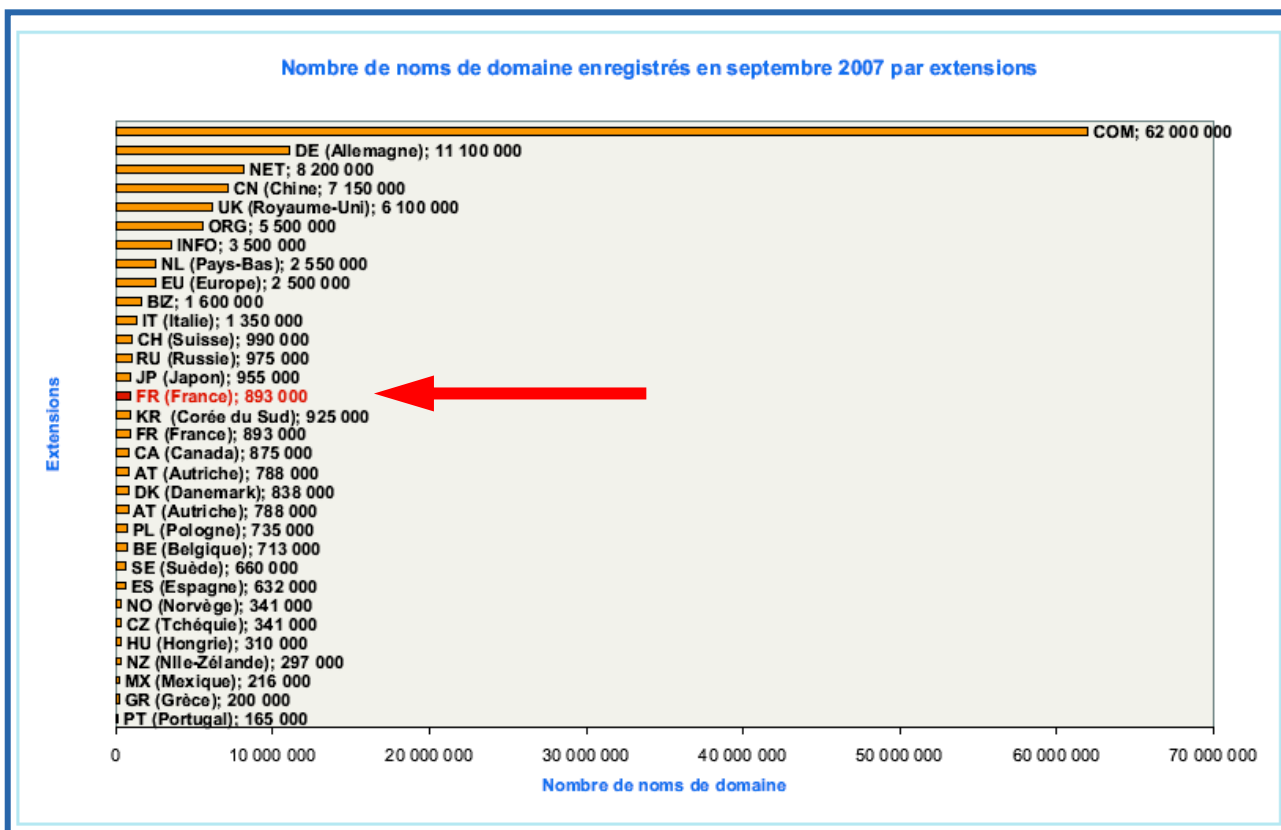 Nombre de noms de domaine enregistrés en septembre 2007 par extensions
COM; 62 000 000
DE (Allemagne); 11 100 000
NET; 8 200 000
CN (Chine; 7 150 000
UK (Royaume-Uni); 6 100 000
ORG; 5 500 000
INFO; 3 500 000
NL (Pays-Bas); 2 550 000
EU (Europe); 2 500 000
BIZ; 1 600 000
IT (Italie); 1 350 000
CH (Suisse); 990 000
RU (Russie); 975 000
JP (Japon); 955 000
FR (France); 893 000
KR (Corée du Sud); 925 000
FR (France); 893 000
CA (Canada); 875 000
AT (Autriche); 788 000
DK (Danemark); 838 000
AT (Autriche); 788 000
PL (Pologne); 735 000
BE (Belgique); 713 000
SE (Suède); 660 000
ES (Espagne); 632 000
NO (Norvège); 341 000
CZ (Tchéquie); 341 000
HU (Hongrie); 310 000
NZ (Nlle-Zélande); 297 000
MX (Mexique); 216 000
GR (Grèce); 200 000
PT (Portugal); 165 000
Extensions
0 10 000 000 20 000 000 30 000 000 40 000 000 50 000 000 60 000 000 70 000 000
Nombre de noms de domaine